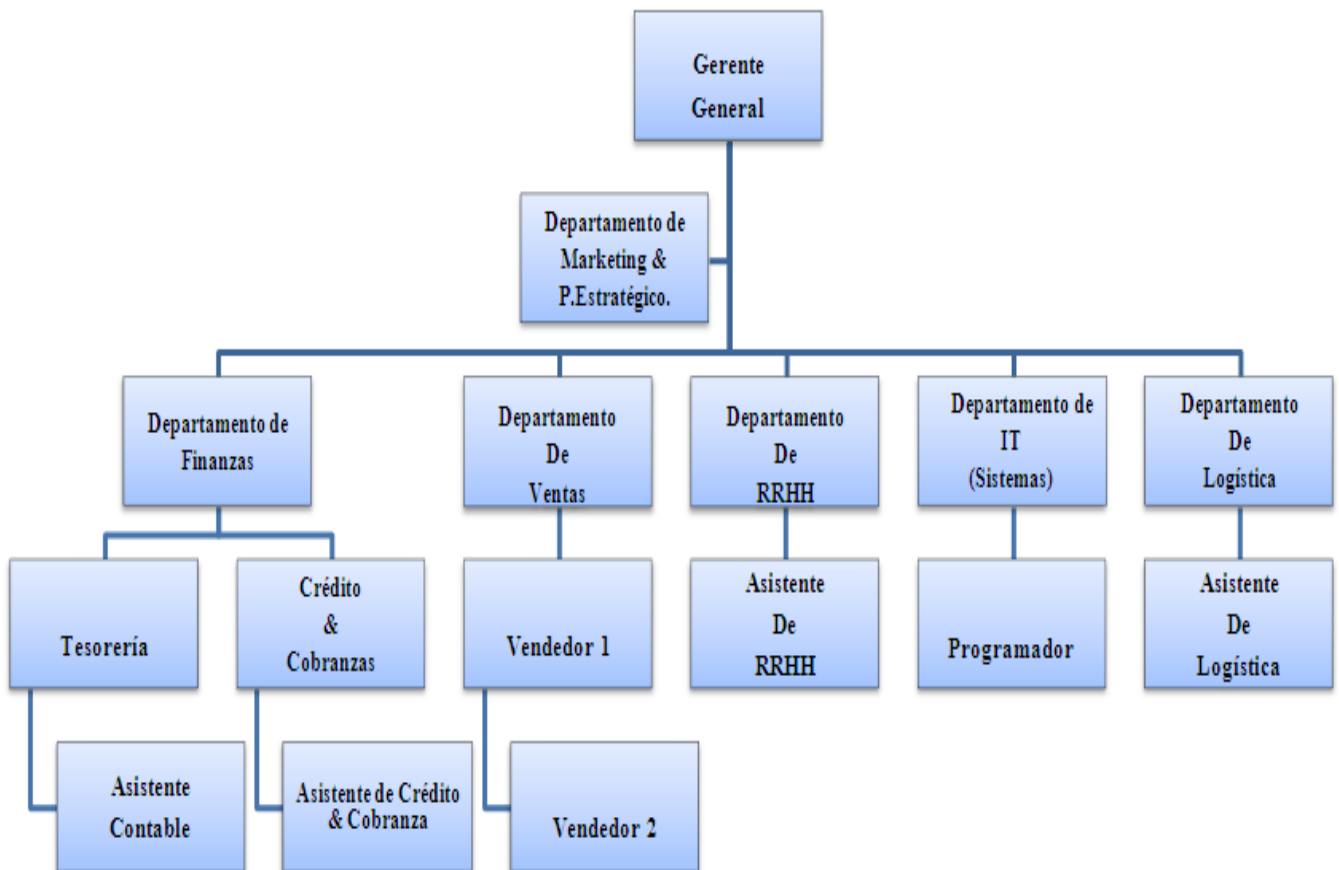 Gerente
General
Departamento de
Marketing &
P.Estratégico.
Departamento de
Finanzas
Departamento
De
Ventas
Departamento
De
RRHH
Departamento de
IT
(Sistemas)
Departamento
De
Logística
Tesorería
Crédito
&
Cobranzas
Vendedor 1
Asistente
De
RRHH
Programador
Asistente
De
Logística
Asistente
Contable
Asistente de Crédito
& Cobranza
Vendedor 2